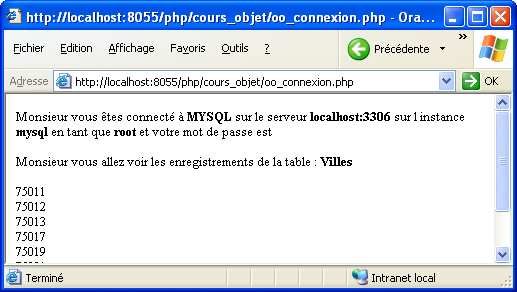 http://localhost:8055/php/cours_objet/oo_connexion.php - Ora...
Fichier Edition Affichage Favoris Outils ? » Précédente »
Adresse http://localhost:8055/php/cours_objet/oo_connexion.php OK
Monsieur vous êtes connecté à MYSQL sur le serveur localhost:3306 sur l instance
mysql en tant que root et votre mot de passe est
Monsieur vous allez voir les enregistrements de la table : Villes
75011
75012
75013
75017
75019
Terminé Intranet local